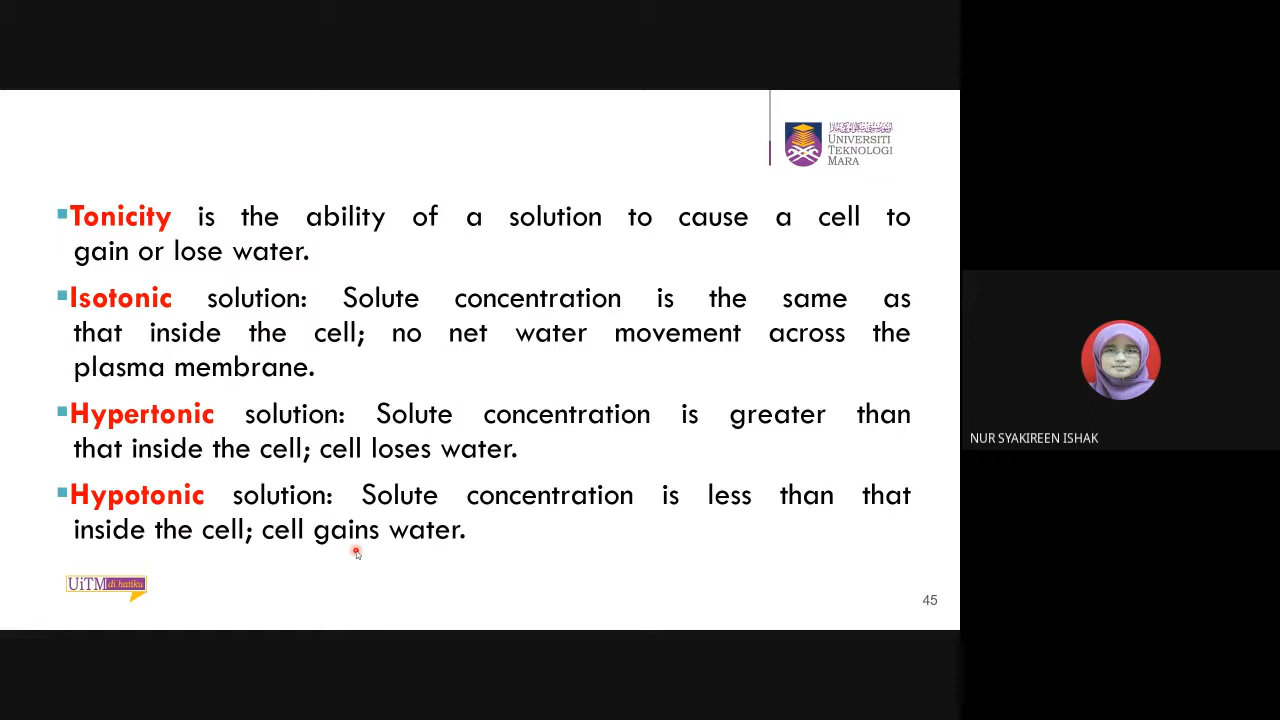 UNIVERSITI
TEKNOLOGI
MARA
Tonicity is the ability of a solution to cause a cell to
gain or lose water.
Isotonic solution: Solute concentration is the same as
that inside the cell; no net water movement across the
plasma membrane.
Hypertonic solution: Solute concentration is greater than
that inside the cell; cell loses water.
Hypotonic solution: Solute concentration is less than that
inside the cell; cell gains water.
UiTM di hatiku
45
NUR SYAKIREEN ISHAK